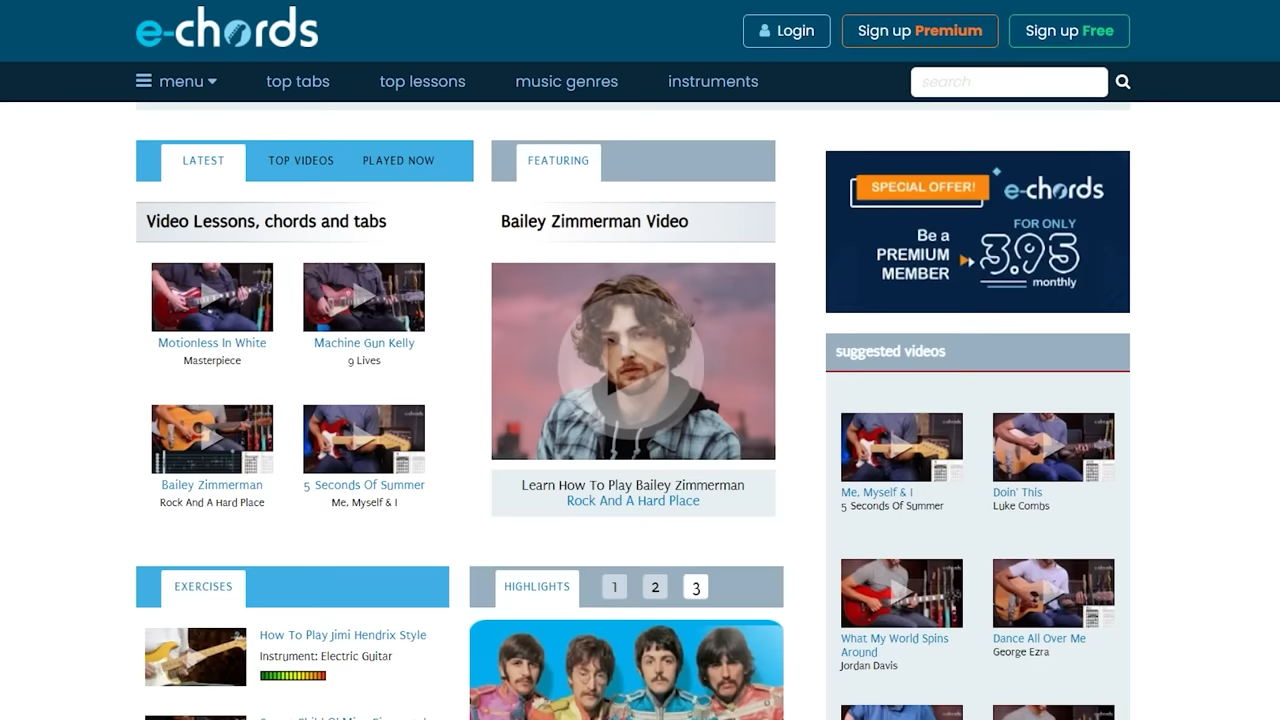 e-chords
Login
Sign up Premium
Sign up Free
menu
top tabs
top lessons
music genres
instruments
search
LATEST
TOP VIDEOS
PLAYED NOW
Video Lessons, chords and tabs
Motionless In White
Masterpiece
Machine Gun Kelly
9 Lives
Bailey Zimmerman
Rock And A Hard Place
5 Seconds Of Summer
Me, Myself & I
FEATURING
Bailey Zimmerman Video
Learn How To Play Bailey Zimmerman
Rock And A Hard Place
SPECIAL OFFER!
e-chords
Be a
PREMIUM
MEMBER
FOR ONLY
3.95
monthly
suggested videos
Me, Myself & I
5 Seconds Of Summer
Doin' This
Luke Combs
What My World Spins
Around
Jordan Davis
Dance All Over Me
George Ezra
EXERCISES
How To Play Jimi Hendrix Style
Instrument: Electric Guitar
HIGHLIGHTS
1
2
3